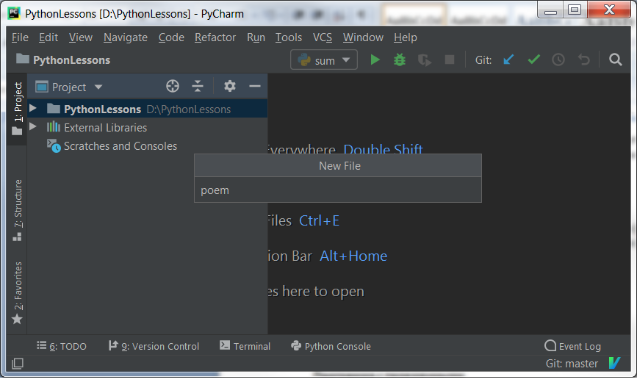 PythonLessons [D:\PythonLessons] - PyCharm
File Edit View Navigate Code Refactor Run Tools VCS Window Help
PythonLessons sum Git:
1: Project
Project
PythonLessons D:\PythonLessons
External Libraries
Scratches and Consoles
Everywhere Double Shift
New File
poem
Files Ctrl+E
ion Bar Alt+Home
es here to open
7: Structure
2: Favorites
6: TODO 9: Version Control Terminal Python Console Event Log
Git: master